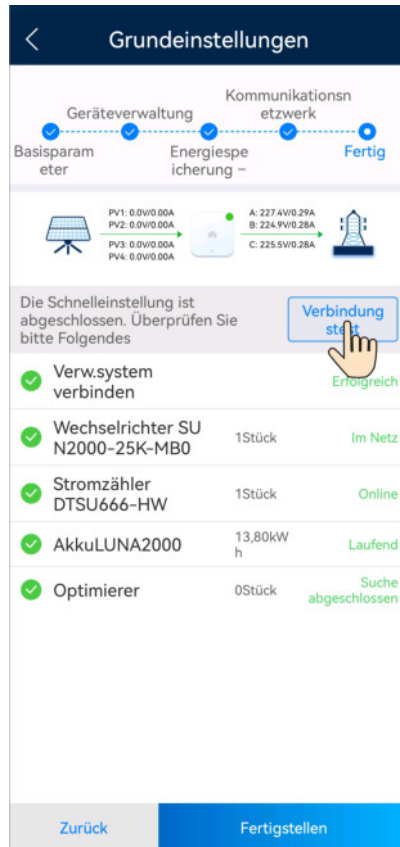 Grundeinstellungen
Geräteverwaltung
Kommunikationsn
etzwerk
Basisparam
eter
Energiespe
icherung –
Fertig
PV1: 0.0V/0.00A
PV2: 0.0V/0.00A
PV3: 0.0V/0.00A
PV4: 0.0V/0.00A
A: 227.4V/0.29A
B: 224.9V/0.28A
C: 225.5V/0.28A
Die Schnelleinstellung ist
abgeschlossen. Überprüfen Sie
bitte Folgendes
Verbindung
stest
Verw.system
verbinden
Erfolgreich
Wechselrichter SU
N2000-25K-MB0
1Stück
Im Netz
Stromzähler
DTSU666-HW
1Stück
Online
AkkuLUNA2000
13,80kW
h
Laufend
Optimierer
0Stück
Suche
abgeschlossen
Zurück
Fertigstellen